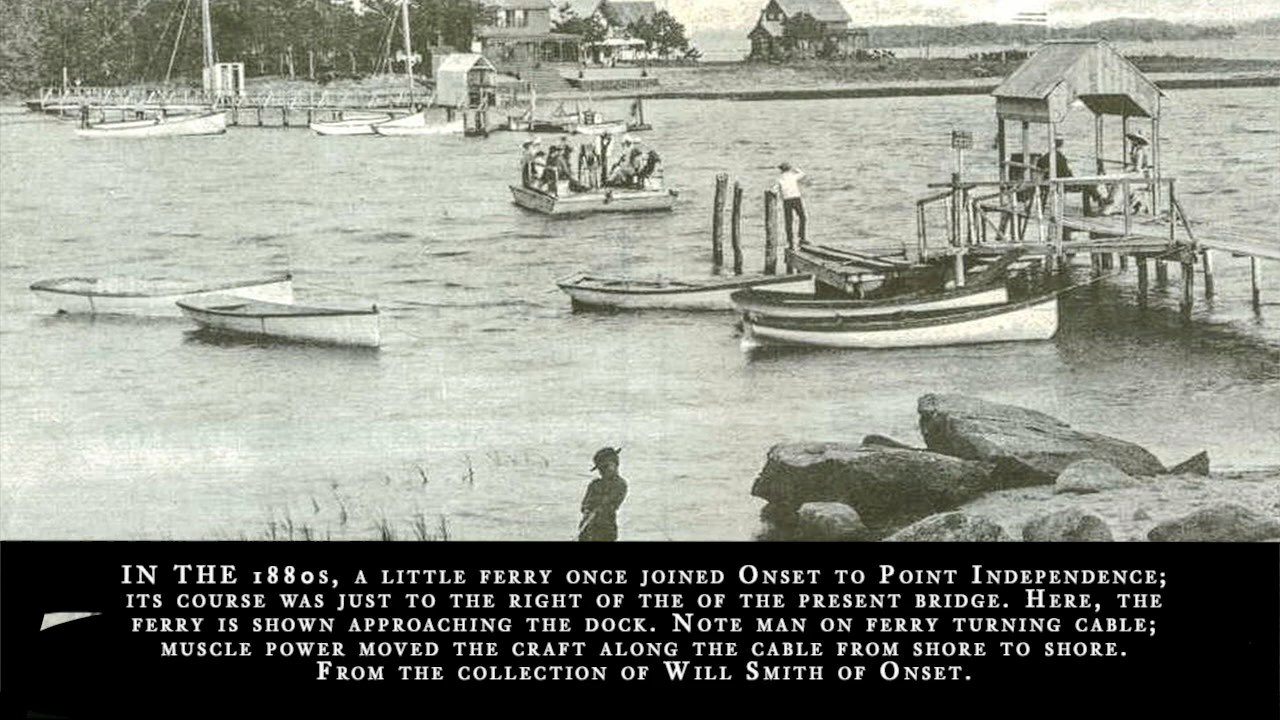 IN THE 1880s, A LITTLE FERRY ONCE JOINED ONSET TO POINT INDEPENDENCE;
ITS COURSE WAS JUST TO THE RIGHT OF THE OF THE PRESENT BRIDGE. HERE, THE
FERRY IS SHOWN APPROACHING THE DOCK. NOTE MAN ON FERRY TURNING CABLE;
MUSCLE POWER MOVED THE CRAFT ALONG THE CABLE FROM SHORE TO SHORE.
FROM THE COLLECTION OF WILL SMITH OF ONSET.